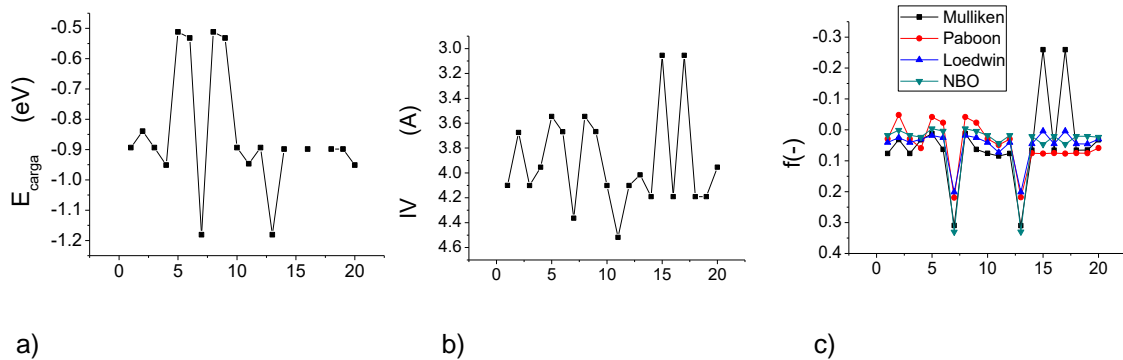 E_carga (eV)
-0.5
-0.6
-0.7
-0.8
-0.9
-1.0
-1.1
-1.2
0 5 10 15 20
a)
IV (A)
3.0
3.2
3.4
3.6
3.8
4.0
4.2
4.4
4.6
0 5 10 15 20
b)
Mulliken
Paboon
Loedwin
NBO
f(-)
-0.3
-0.2
-0.1
0.0
0.1
0.2
0.3
0.4
0 5 10 15 20
c)